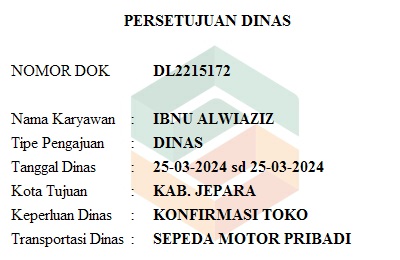 PERSETUJUAN DINAS
NOMOR DOK DL2215172
Nama Karyawan : IBNU ALWIAZIZ
Tipe Pengajuan : DINAS
Tanggal Dinas : 25-03-2024 sd 25-03-2024
Kota Tujuan : KAB. JEPARA
Keperluan Dinas : KONFIRMASI TOKO
Transportasi Dinas : SEPEDA MOTOR PRIBADI